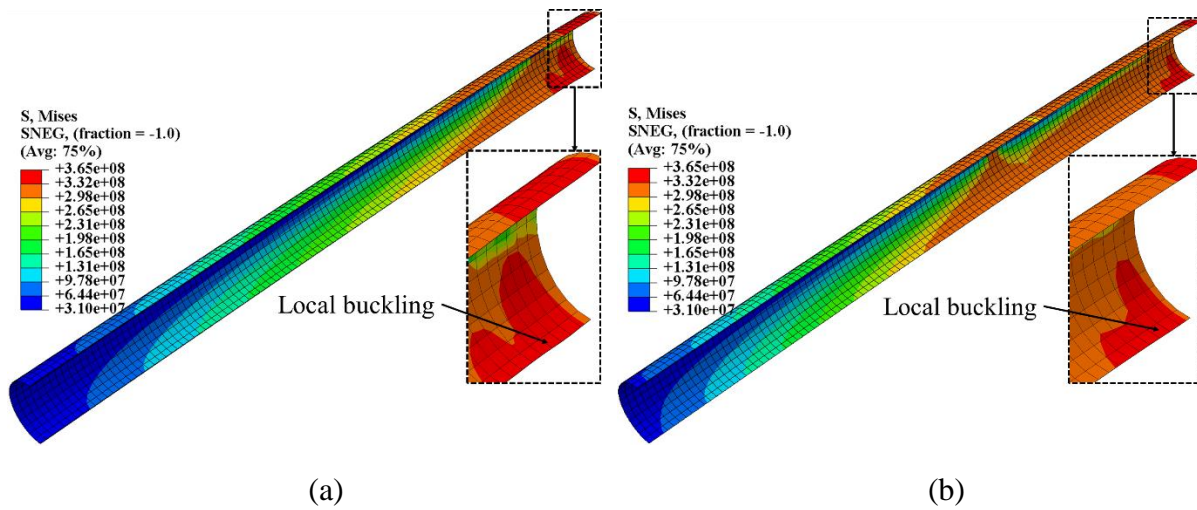 S, Mises
SNEG, (fraction = -1.0)
(Avg: 75%)
+3.65e+08
+3.32e+08
+2.98e+08
+2.65e+08
+2.31e+08
+1.98e+08
+1.65e+08
+1.31e+08
+9.78e+07
+6.44e+07
+3.10e+07
Local buckling
(a)
S, Mises
SNEG, (fraction = -1.0)
(Avg: 75%)
+3.65e+08
+3.32e+08
+2.98e+08
+2.65e+08
+2.31e+08
+1.98e+08
+1.65e+08
+1.31e+08
+9.78e+07
+6.44e+07
+3.10e+07
Local buckling
(b)